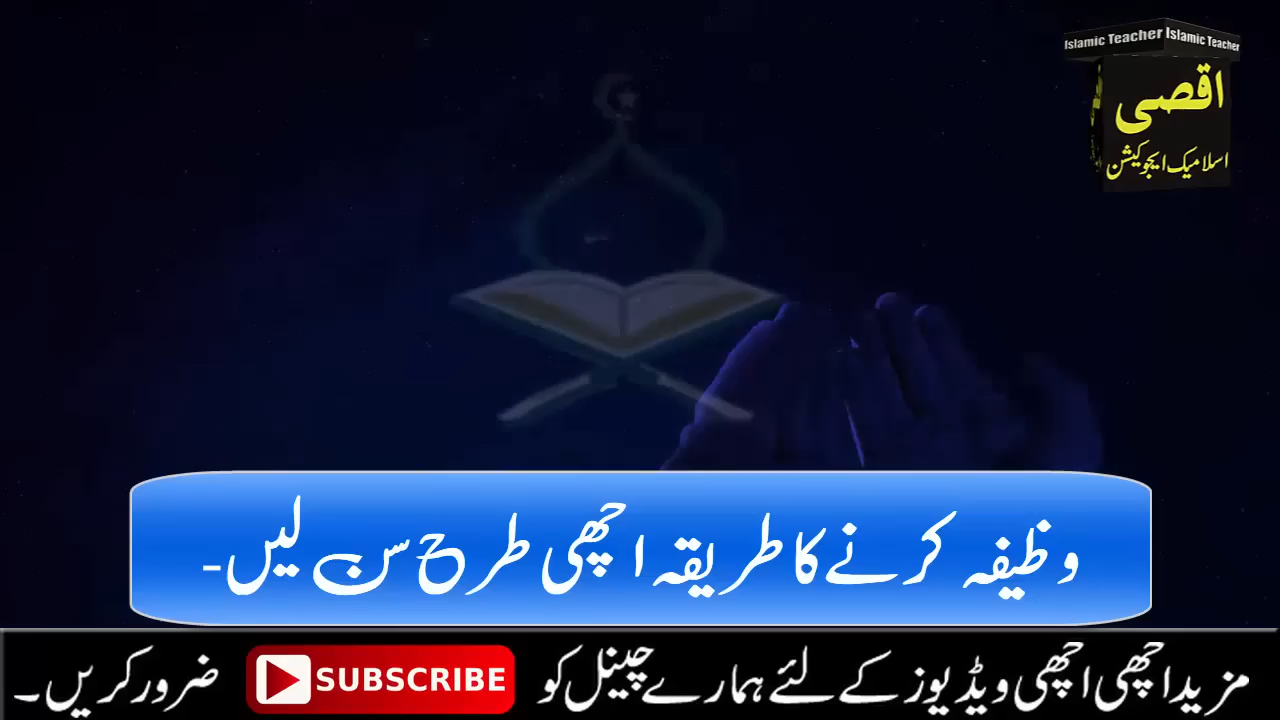 Islamic Teacher Islamic Teacher
اقصی
اسلامیک ایجوکیشن
وظیفہ کرنے کا طریقہ اچھی طرح سن لیں۔
مزید اچھی اچھی ویڈیوز کے لئے ہمارے چینل کو SUBSCRIBE ضرور کریں۔